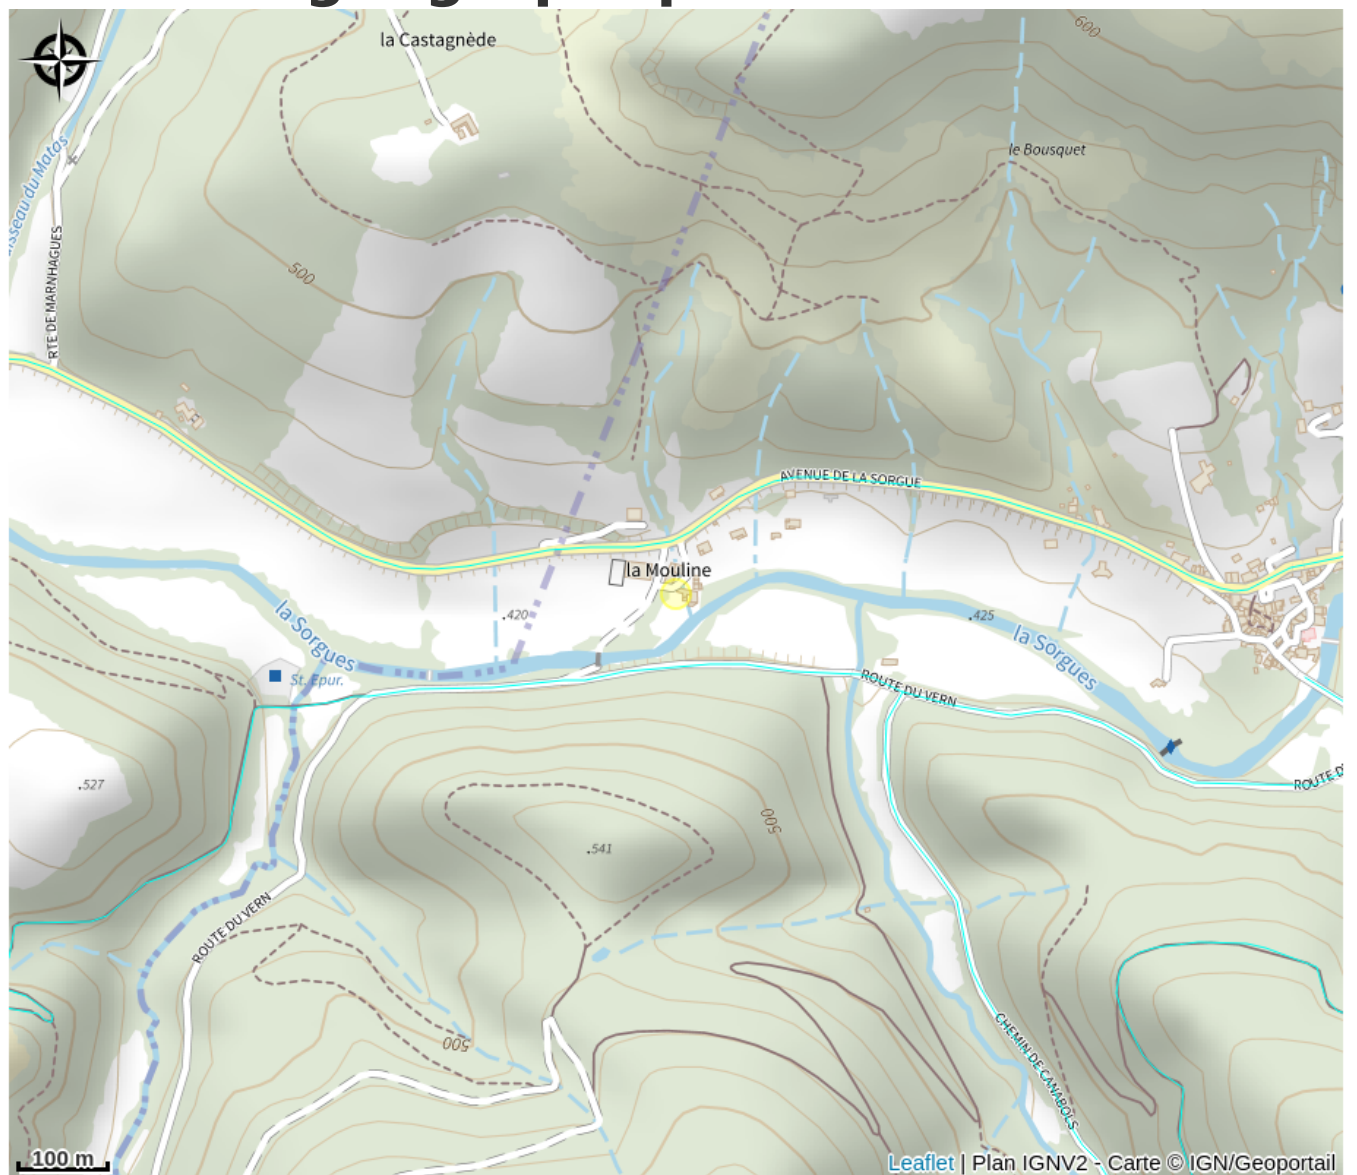 la Castagnède
600
le Bousquet
isseau du Matas
RTE DE MARNHAGUES
500
AVENUE DE LA SORGUE
la Mouline
.420
.425
la Sorgues
la Sorgues
St. Epur.
ROUTE DU VERN
.527
ROUTE D
500
.541
ROUTE DU VERN
500
CHEMIN DE CANABOLS
100 m
Leaflet | Plan IGNV2 - Carte © IGN/Geoportail